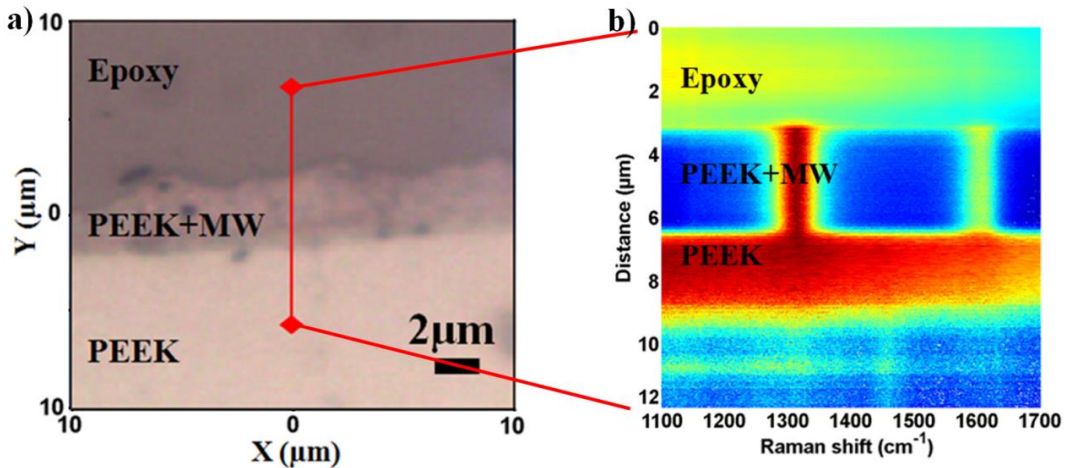 a)
10
Epoxy
Y (μm)
0
PEEK+MW
PEEK
2μm
10
10
0
10
X (μm)
b)
0
Epoxy
2
4
PEEK+MW
Distance (μm)
6
PEEK
8
10
12
1100
1200
1300
1400
1500
1600
1700
Raman shift (cm⁻¹)